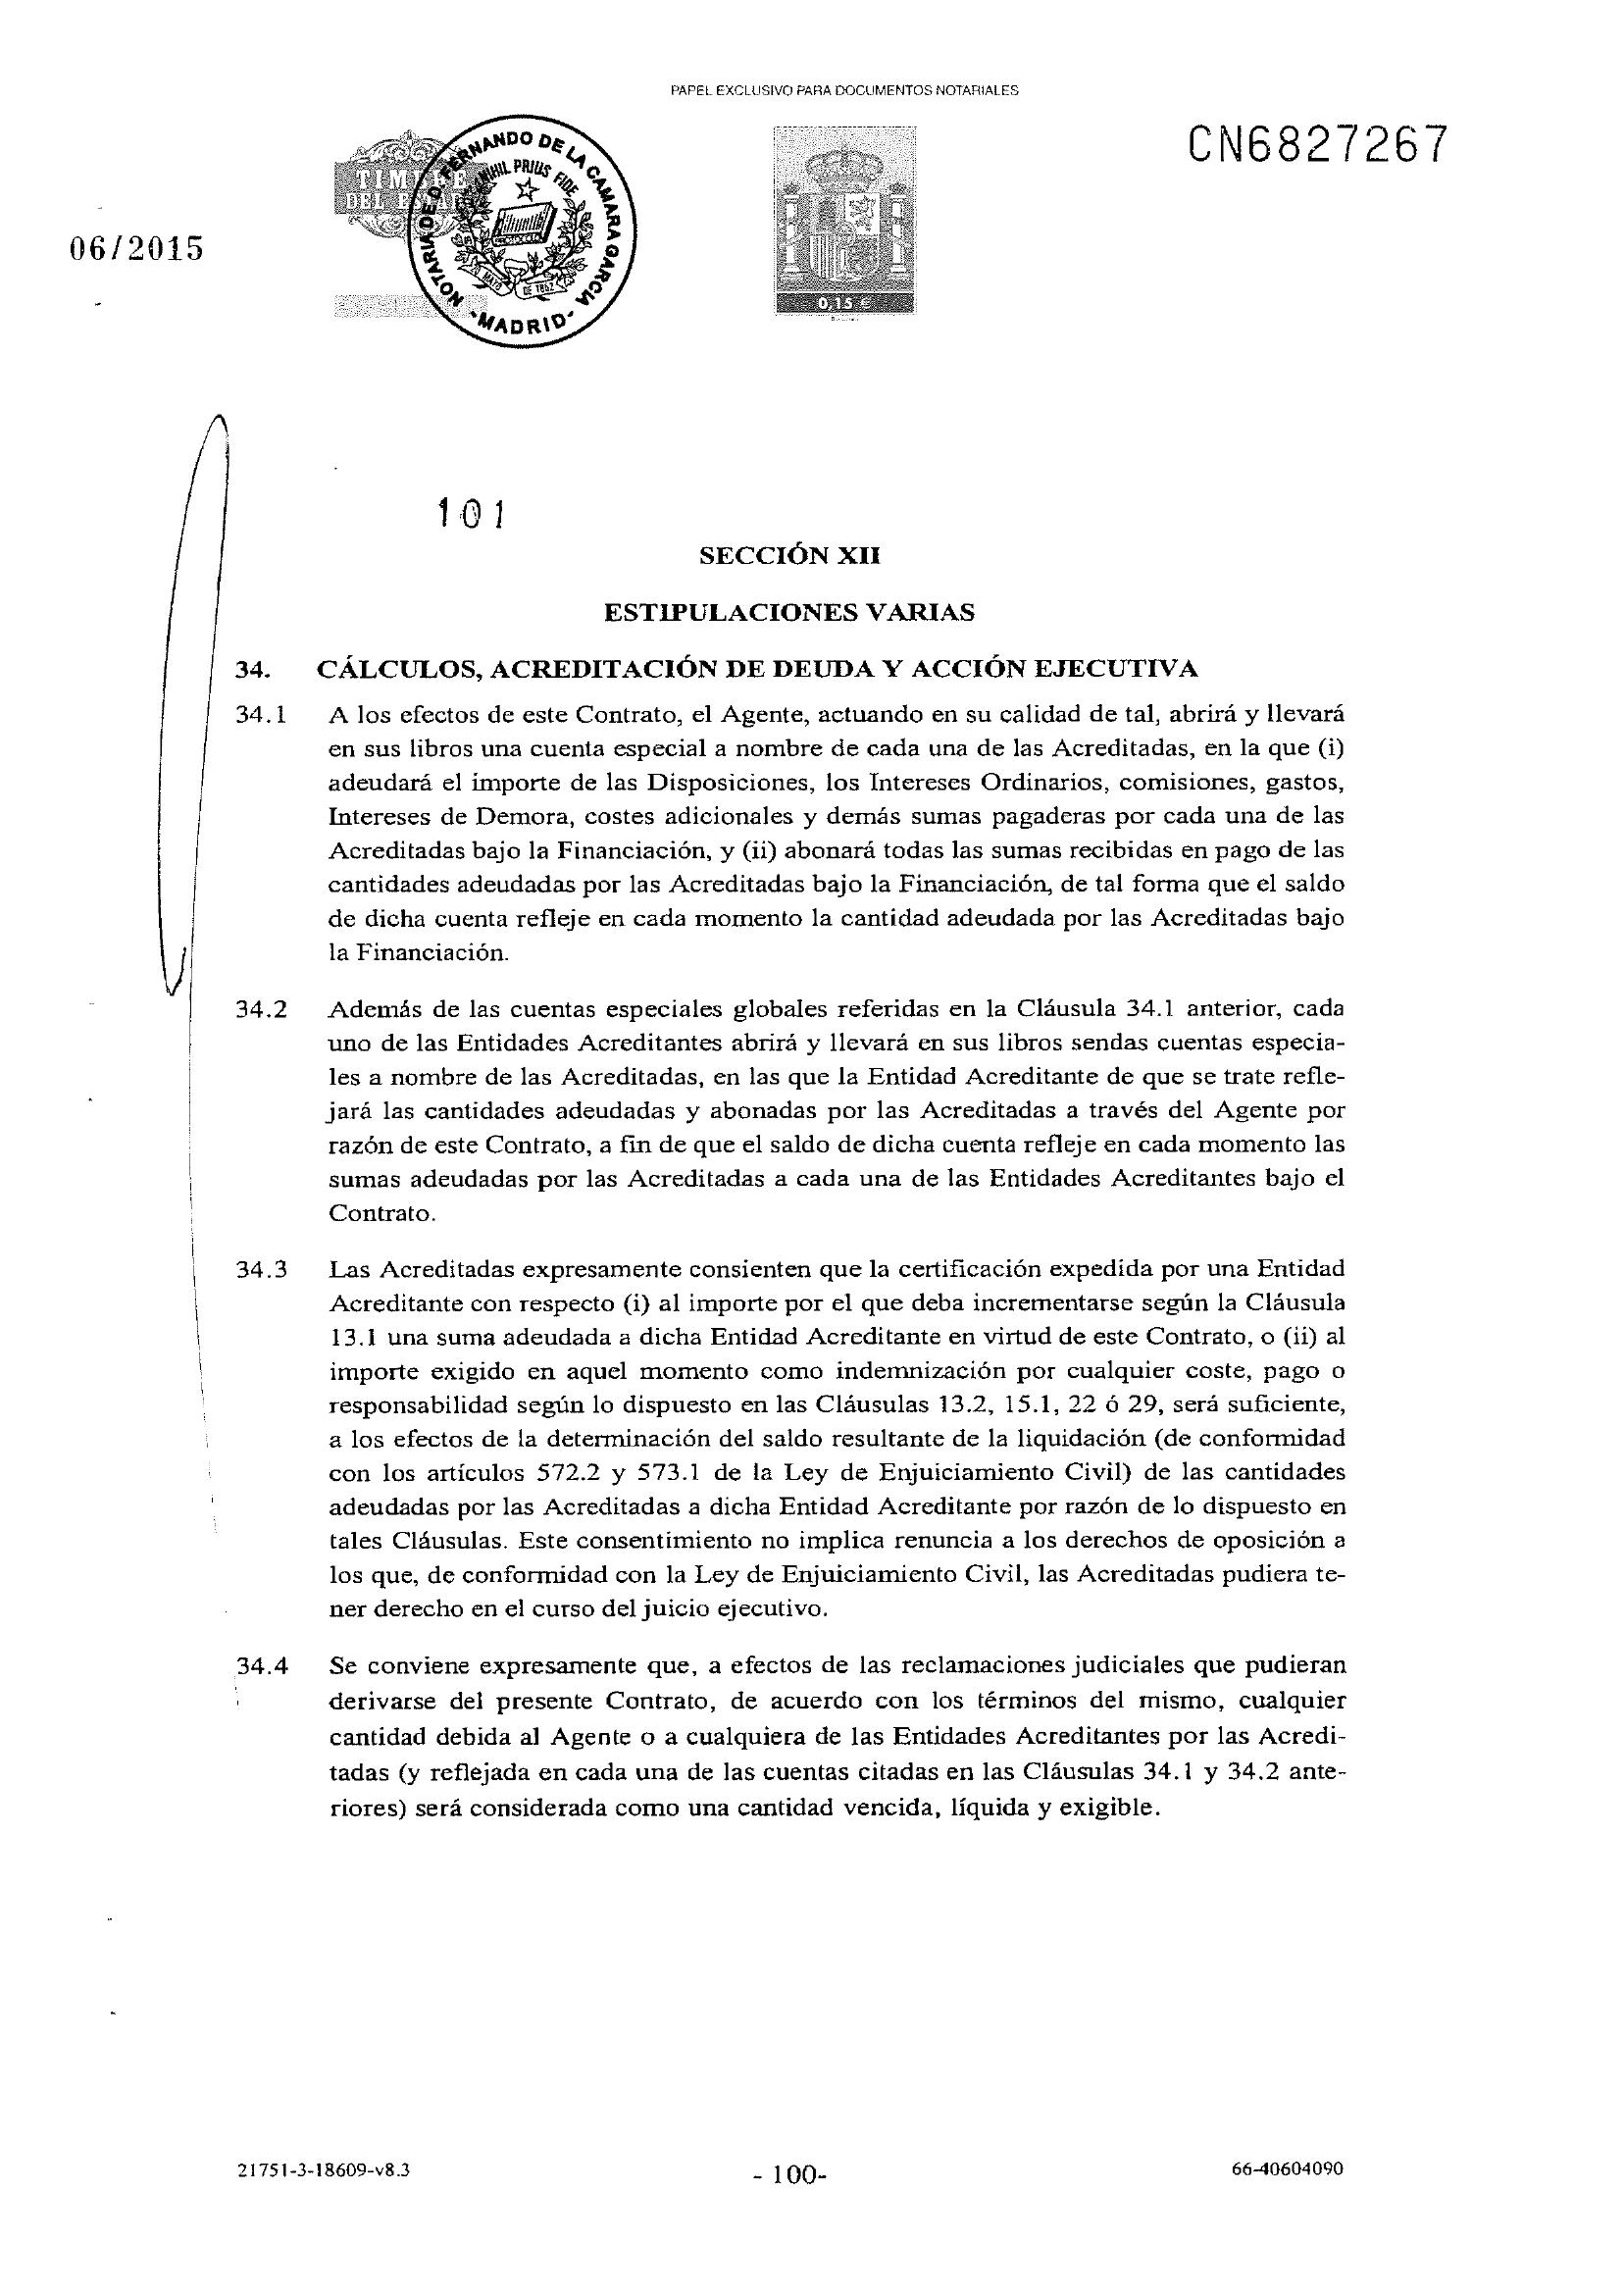 PAPEL EXCLUSIVO PARA DOCUMENTOS NOTARIALES
CN6827267
TIMBRE
DEL ESTADO
NOTARIA DE D. FERNANDO DE LA CAMARA GARCIA
NIHIL PRIUS FIDE
DE 1862
-MADRID-
0,15 €
06/2015
101
SECCIÓN XII
ESTIPULACIONES VARIAS
34. CÁLCULOS, ACREDITACIÓN DE DEUDA Y ACCIÓN EJECUTIVA
34.1 A los efectos de este Contrato, el Agente, actuando en su calidad de tal, abrirá y llevará
en sus libros una cuenta especial a nombre de cada una de las Acreditadas, en la que (i)
adeudará el importe de las Disposiciones, los Intereses Ordinarios, comisiones, gastos,
Intereses de Demora, costes adicionales y demás sumas pagaderas por cada una de las
Acreditadas bajo la Financiación, y (ii) abonará todas las sumas recibidas en pago de las
cantidades adeudadas por las Acreditadas bajo la Financiación, de tal forma que el saldo
de dicha cuenta refleje en cada momento la cantidad adeudada por las Acreditadas bajo
la Financiación.
34.2 Además de las cuentas especiales globales referidas en la Cláusula 34.1 anterior, cada
uno de las Entidades Acreditantes abrirá y llevará en sus libros sendas cuentas especia-
les a nombre de las Acreditadas, en las que la Entidad Acreditante de que se trate refle-
jará las cantidades adeudadas y abonadas por las Acreditadas a través del Agente por
razón de este Contrato, a fin de que el saldo de dicha cuenta refleje en cada momento las
sumas adeudadas por las Acreditadas a cada una de las Entidades Acreditantes bajo el
Contrato.
34.3 Las Acreditadas expresamente consienten que la certificación expedida por una Entidad
Acreditante con respecto (i) al importe por el que deba incrementarse según la Cláusula
13.1 una suma adeudada a dicha Entidad Acreditante en virtud de este Contrato, o (ii) al
importe exigido en aquel momento como indemnización por cualquier coste, pago o
responsabilidad según lo dispuesto en las Cláusulas 13.2, 15.1, 22 ó 29, será suficiente,
a los efectos de la determinación del saldo resultante de la liquidación (de conformidad
con los artículos 572.2 y 573.1 de la Ley de Enjuiciamiento Civil) de las cantidades
adeudadas por las Acreditadas a dicha Entidad Acreditante por razón de lo dispuesto en
tales Cláusulas. Este consentimiento no implica renuncia a los derechos de oposición a
los que, de conformidad con la Ley de Enjuiciamiento Civil, las Acreditadas pudiera te-
ner derecho en el curso del juicio ejecutivo.
34.4 Se conviene expresamente que, a efectos de las reclamaciones judiciales que pudieran
derivarse del presente Contrato, de acuerdo con los términos del mismo, cualquier
cantidad debida al Agente o a cualquiera de las Entidades Acreditantes por las Acredi-
tadas (y reflejada en cada una de las cuentas citadas en las Cláusulas 34.1 y 34.2 ante-
riores) será considerada como una cantidad vencida, líquida y exigible.
21751-3-18609-v8.3
- 100-
66-40604090